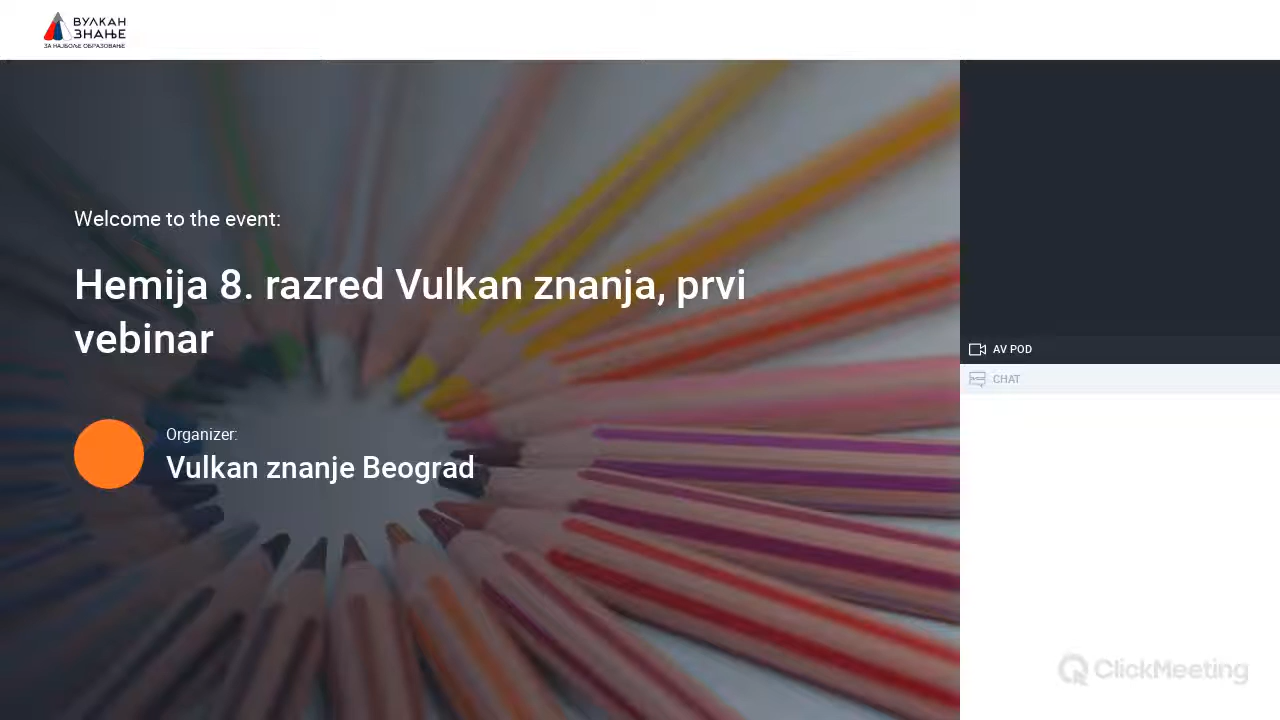 ВУЛКАН
ЗНАЊЕ
ЗА НАЈБОЉЕ ОБРАЗОВАЊЕ
Welcome to the event:
Hemija 8. razred Vulkan znanja, prvi
vebinar
Organizer:
Vulkan znanje Beograd
AV POD
CHAT
ClickMeeting